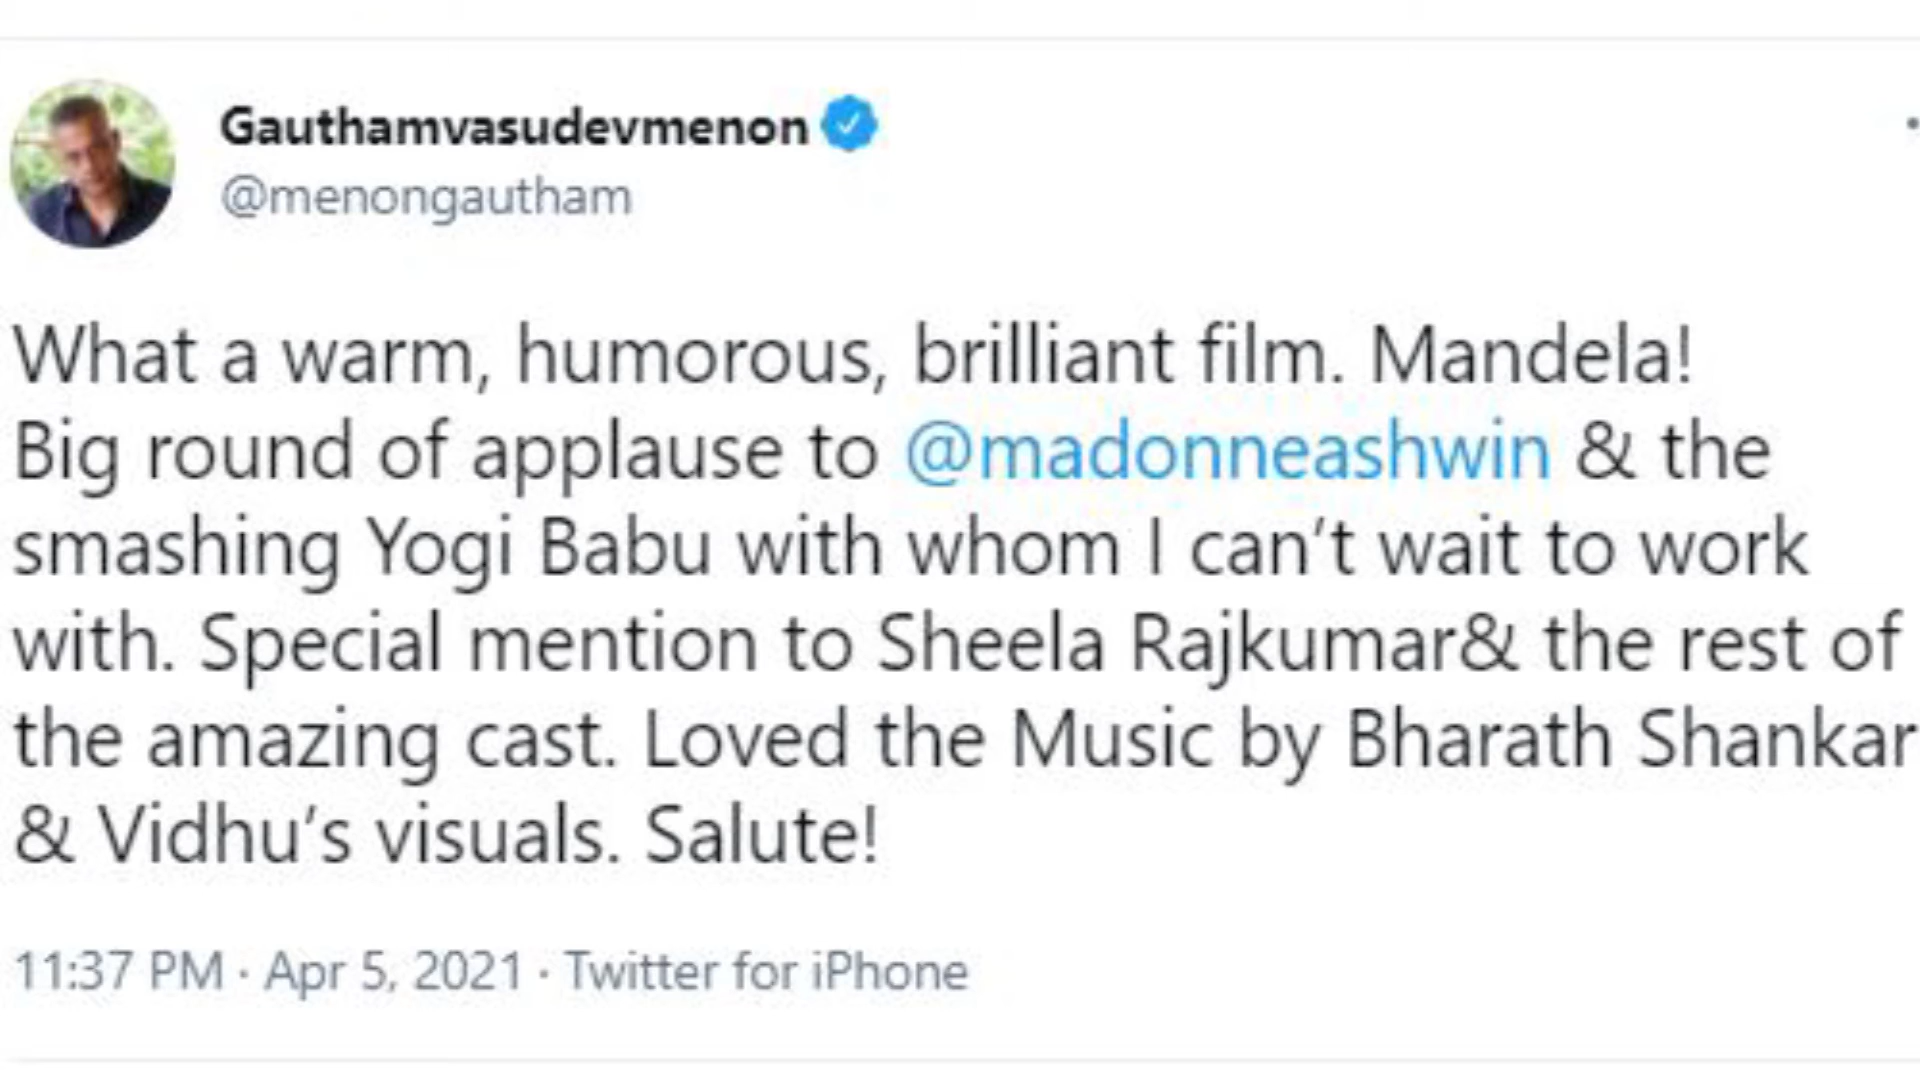 Gauthamvasudevmenon
@menongautham
What a warm, humorous, brilliant film. Mandela!
Big round of applause to @madonneashwin & the
smashing Yogi Babu with whom I can’t wait to work
with. Special mention to Sheela Rajkumar& the rest of
the amazing cast. Loved the Music by Bharath Shankar
& Vidhu’s visuals. Salute!
11:37 PM · Apr 5, 2021 · Twitter for iPhone